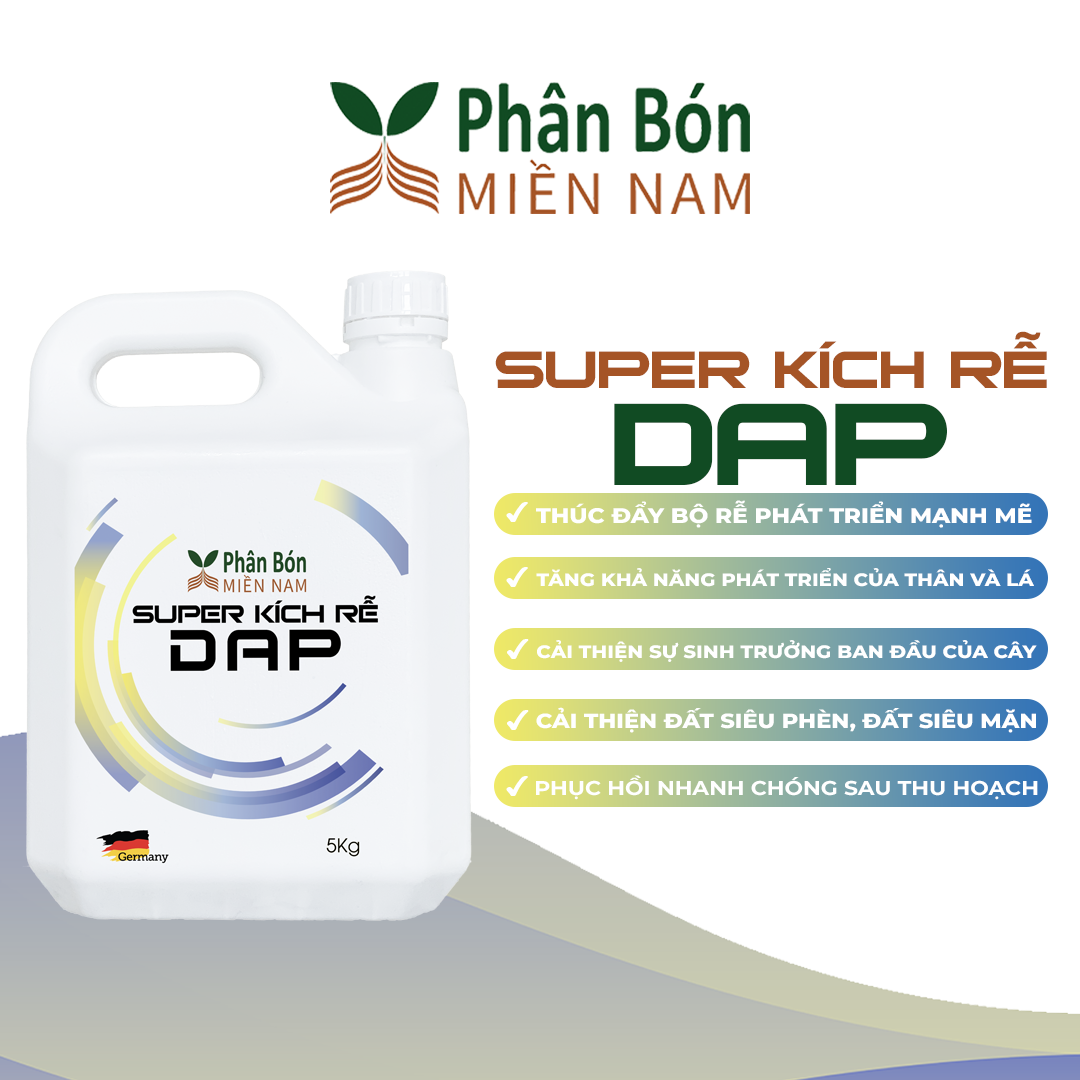 Phân Bón
MIỀN NAM
SUPER KÍCH RỄ
DAP
✓ THÚC ĐẨY BỘ RỄ PHÁT TRIỂN MẠNH MẼ
✓ TĂNG KHẢ NĂNG PHÁT TRIỂN CỦA THÂN VÀ LÁ
✓ CẢI THIỆN SỰ SINH TRƯỞNG BAN ĐẦU CỦA CÂY
✓ CẢI THIỆN ĐẤT SIÊU PHÈN, ĐẤT SIÊU MẶN
✓ PHỤC HỒI NHANH CHÓNG SAU THU HOẠCH
Phân Bón
MIỀN NAM
SUPER KÍCH RỄ
DAP
Germany
5Kg